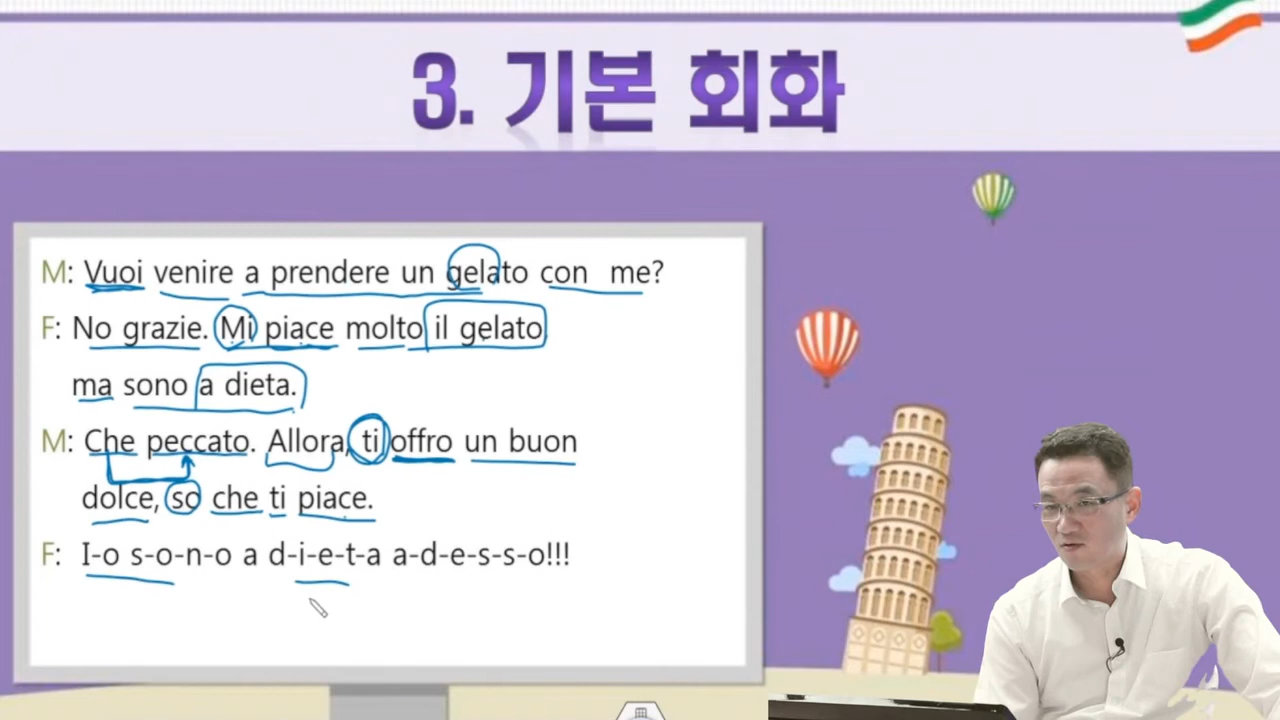 3. 기본 회화
M: Vuoi venire a prendere un gelato con me?
F: No grazie. Mi piace molto il gelato
ma sono a dieta.
M: Che peccato. Allora, ti offro un buon
dolce, so che ti piace.
F: I-o s-o-n-o a d-i-e-t-a a-d-e-s-s-o!!!